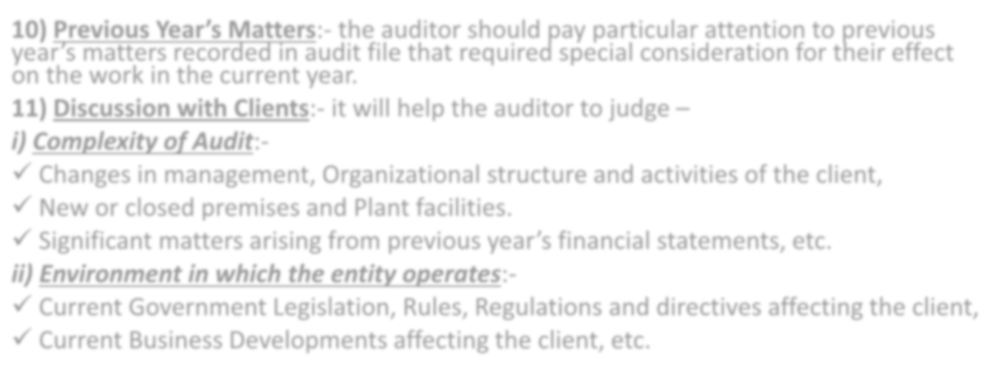 10) Previous Year’s Matters:- the auditor should pay particular attention to previous
year’s matters recorded in audit file that required special consideration for their effect
on the work in the current year.
11) Discussion with Clients:- it will help the auditor to judge –
i) Complexity of Audit:-
✓ Changes in management, Organizational structure and activities of the client,
✓ New or closed premises and Plant facilities.
✓ Significant matters arising from previous year’s financial statements, etc.
ii) Environment in which the entity operates:-
✓ Current Government Legislation, Rules, Regulations and directives affecting the client,
✓ Current Business Developments affecting the client, etc.